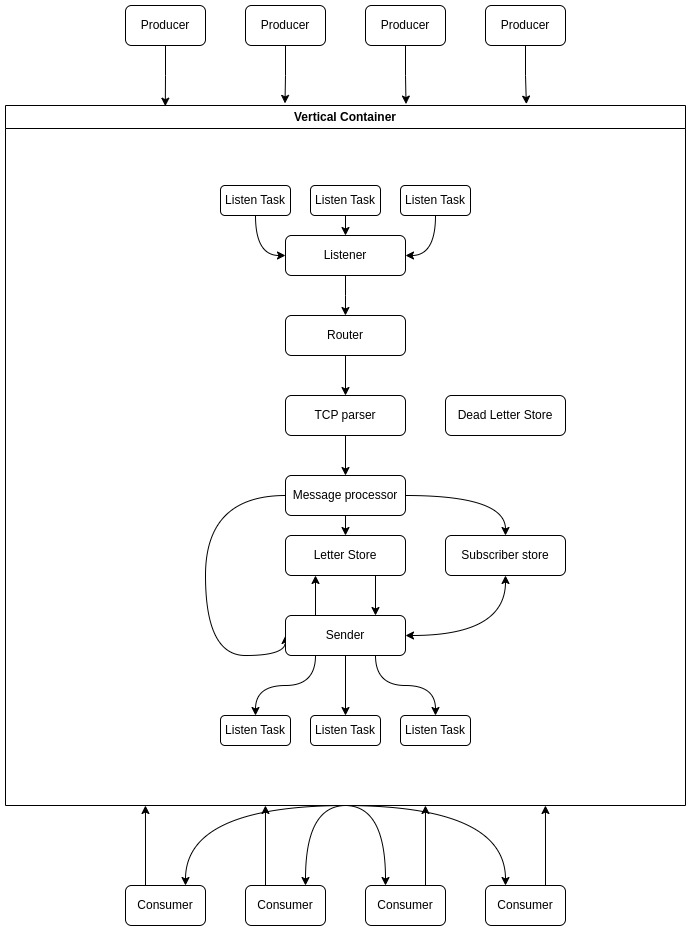 Producer
Producer
Producer
Producer
Vertical Container
Listen Task
Listen Task
Listen Task
Listener
Router
TCP parser
Dead Letter Store
Message processor
Letter Store
Subscriber store
Sender
Listen Task
Listen Task
Listen Task
Consumer
Consumer
Consumer
Consumer